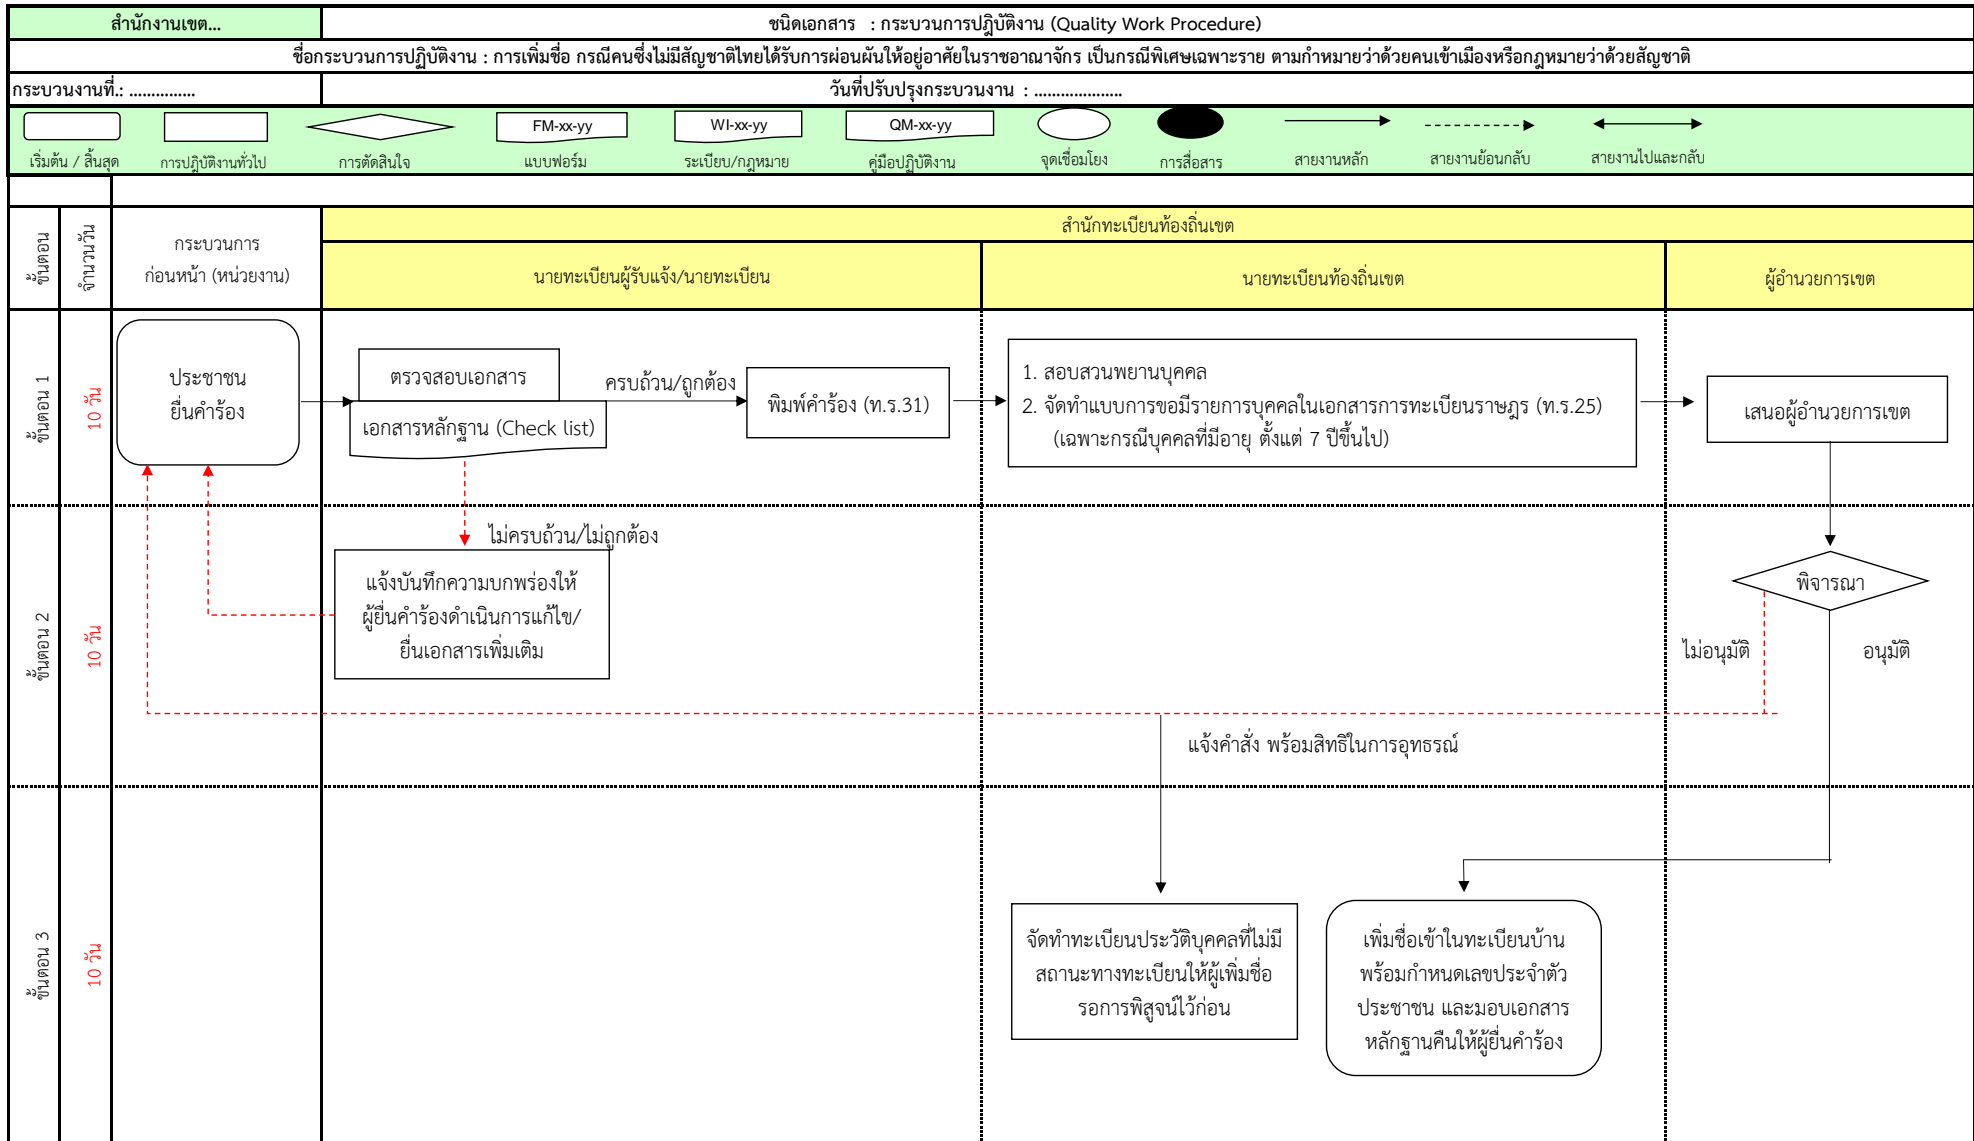 สำนักงานเขต...
ชนิดเอกสาร : กระบวนการปฏิบัติงาน (Quality Work Procedure)
ชื่อกระบวนการปฏิบัติงาน : การเพิ่มชื่อ กรณีคนซึ่งไม่มีสัญชาติไทยได้รับการผ่อนผันให้อยู่อาศัยในราชอาณาจักร เป็นกรณีพิเศษเฉพาะราย ตามกำหมายว่าด้วยคนเข้าเมืองหรือกฎหมายว่าด้วยสัญชาติ
กระบวนงานที่.: ...............
วันที่ปรับปรุงกระบวนงาน : ....................
FM-xx-yy
WI-xx-yy
QM-xx-yy
เริ่มต้น / สิ้นสุด
การปฎิบัติงานทั่วไป
การตัดสินใจ
แบบฟอร์ม
ระเบียบ/กฎหมาย
คู่มือปฏิบัติงาน
จุดเชื่อมโยง
การสื่อสาร
สายงานหลัก
สายงานย้อนกลับ
สายงานไปและกลับ
ขั้นตอน
จำนวนวัน
กระบวนการ
ก่อนหน้า (หน่วยงาน)
สำนักทะเบียนท้องถิ่นเขต
นายทะเบียนผู้รับแจ้ง/นายทะเบียน
นายทะเบียนท้องถิ่นเขต
ผู้อำนวยการเขต
ขั้นตอน 1
10 วัน
ประชาชน
ยื่นคำร้อง
ตรวจสอบเอกสาร
เอกสารหลักฐาน (Check list)
ครบถ้วน/ถูกต้อง
พิมพ์คำร้อง (ท.ร.31)
1. สอบสวนพยานบุคคล
2. จัดทำแบบการขอมีรายการบุคคลในเอกสารการทะเบียนราษฎร (ท.ร.25)
(เฉพาะกรณีบุคคลที่มีอายุ ตั้งแต่ 7 ปีขึ้นไป)
เสนอผู้อำนวยการเขต
ขั้นตอน 2
10 วัน
ไม่ครบถ้วน/ไม่ถูกต้อง
แจ้งบันทึกความบกพร่องให้
ผู้ยื่นคำร้องดำเนินการแก้ไข/
ยื่นเอกสารเพิ่มเติม
พิจารณา
ไม่อนุมัติ
อนุมัติ
แจ้งคำสั่ง พร้อมสิทธิในการอุทธรณ์
ขั้นตอน 3
10 วัน
จัดทำทะเบียนประวัติบุคคลที่ไม่มี
สถานะทางทะเบียนให้ผู้เพิ่มชื่อ
รอการพิสูจน์ไว้ก่อน
เพิ่มชื่อเข้าในทะเบียนบ้าน
พร้อมกำหนดเลขประจำตัว
ประชาชน และมอบเอกสาร
หลักฐานคืนให้ผู้ยื่นคำร้อง